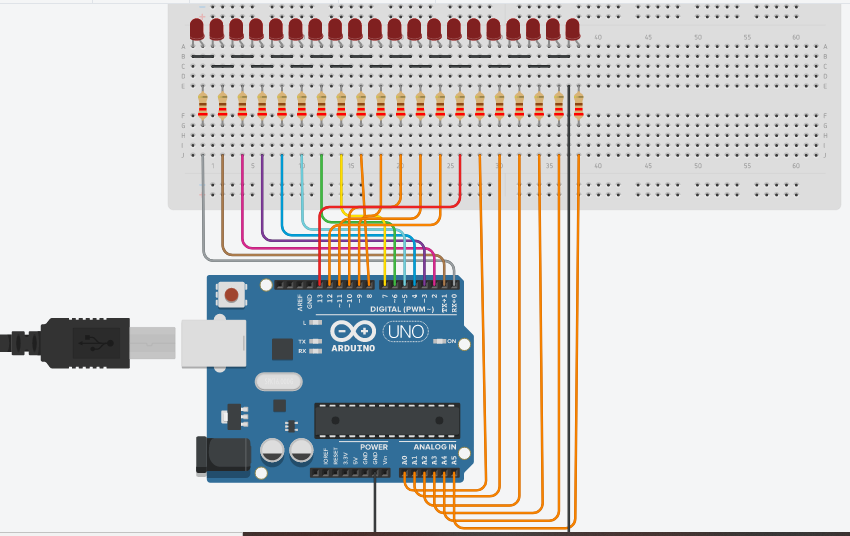 40 45 50 55 60
A A
B B
C C
D D
E E
F F
G G
H H
I I
J J
1 5 10 15 20 25 30 35 40 45 50 55 60
AREF
GND
13
12
~11
~10
~9
8
7
~6
~5
4
~3
2
TX→1
RX←0
DIGITAL (PWM~)
L
TX
RX
ARDUINO
UNO
ON
POWER
ANALOG IN
IOREF
RESET
3.3V
5V
GND
GND
Vin
A0
A1
A2
A3
A4
A5